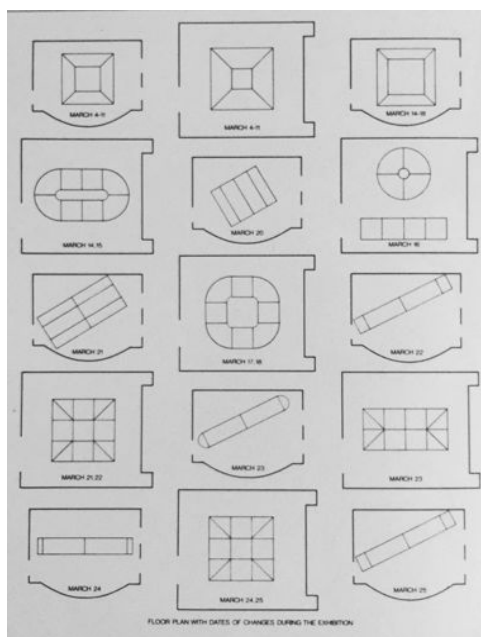 MARCH 4-11
MARCH 4-11
MARCH 14-18
MARCH 14,15
MARCH 20
MARCH 16
MARCH 21
MARCH 17,18
MARCH 22
MARCH 21,22
MARCH 23
MARCH 23
MARCH 24
MARCH 24,25
MARCH 25
FLOOR PLAN WITH DATES OF CHANGES DURING THE EXHIBITION